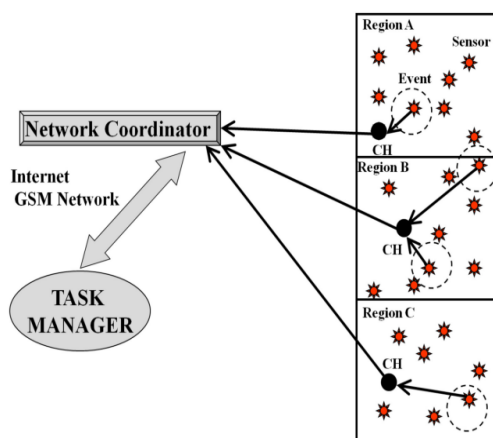 Region A
Sensor
Event
CH
Network Coordinator
Internet
GSM Network
TASK
MANAGER
Region B
CH
Region C
CH